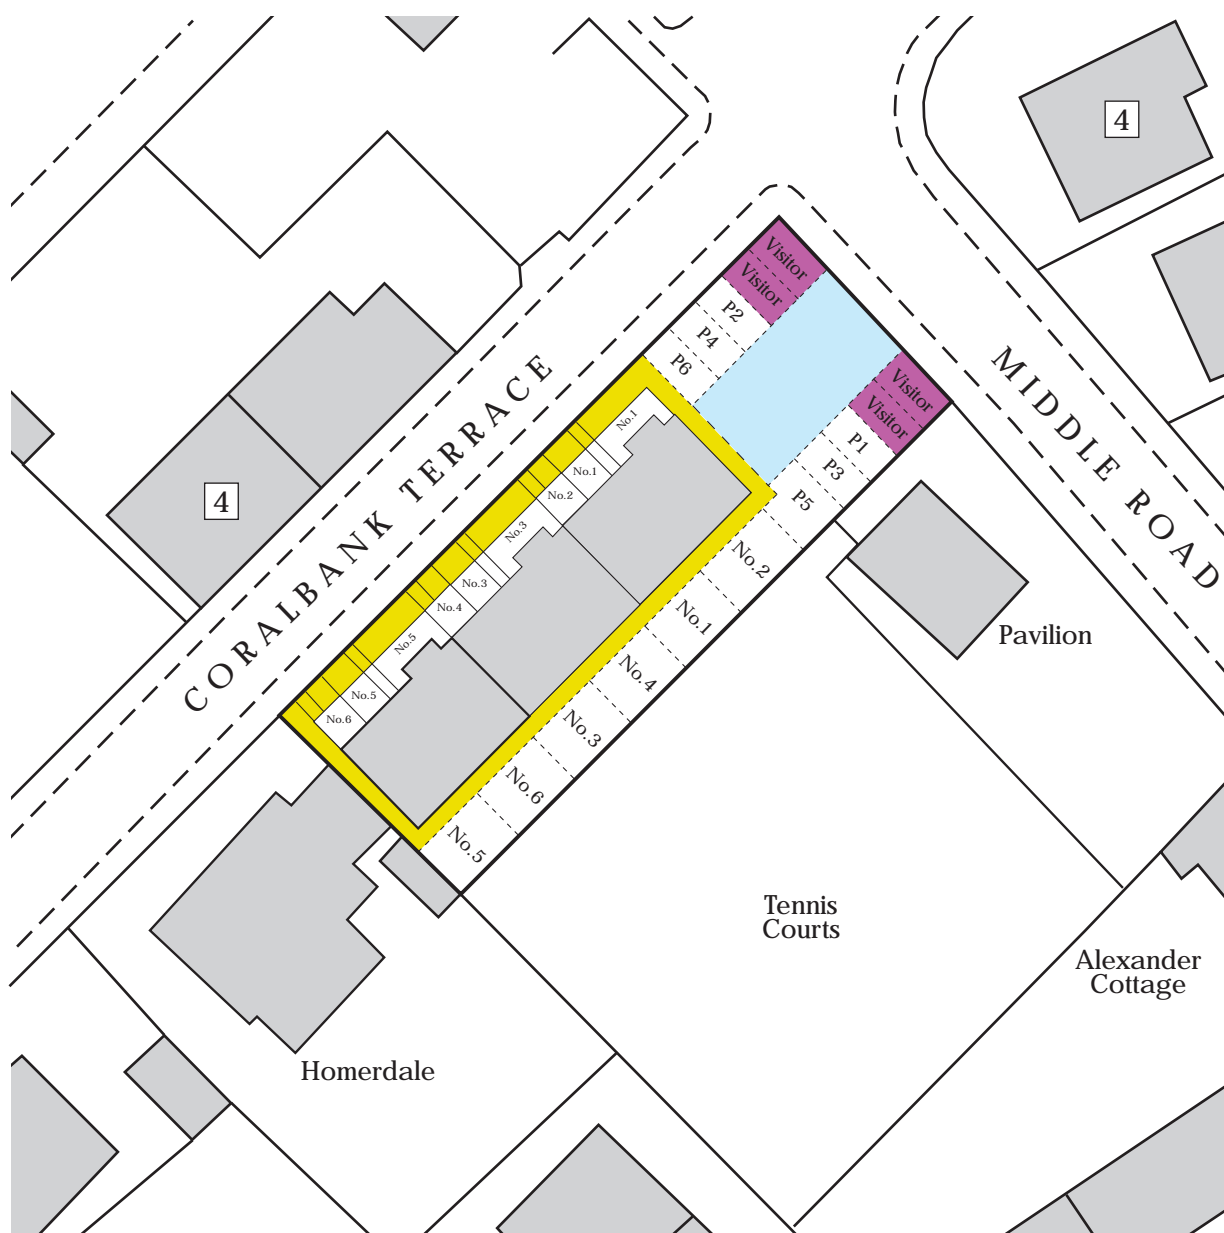 4
Visitor
Visitor
P2
P4
P6
Visitor
Visitor
P1
P3
P5
MIDDLE ROAD
CORALBANK TERRACE
4
No.1
No.1
No.2
No.3
No.3
No.4
No.5
No.5
No.6
No.2
No.1
No.4
No.3
No.6
No.5
Pavilion
Tennis
Courts
Alexander
Cottage
Homerdale